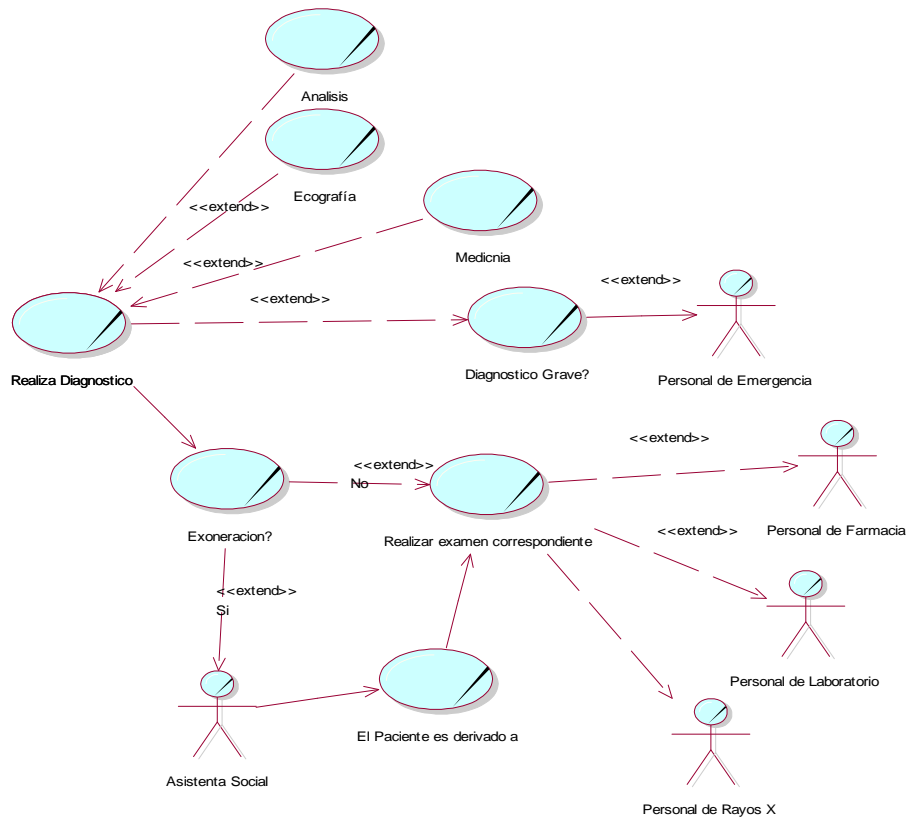 Analisis
Ecografía
<<extend>>
Medicnia
<<extend>>
<<extend>>
<<extend>>
Realiza Diagnostico
Diagnostico Grave?
Personal de Emergencia
<<extend>>
<<extend>>
No
Exoneracion?
Realizar examen correspondiente
Personal de Farmacia
<<extend>>
<<extend>>
Si
Personal de Laboratorio
El Paciente es derivado a
Asistenta Social
Personal de Rayos X